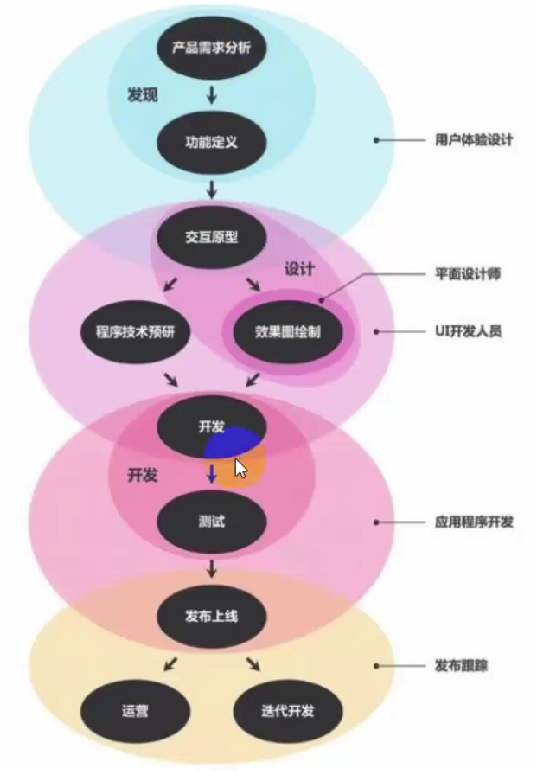 产品需求分析
发现
功能定义
用户体验设计
交互原型
设计
平面设计师
程序技术预研
效果图绘制
UI开发人员
开发
开发
测试
应用程序开发
发布上线
发布跟踪
运营
迭代开发